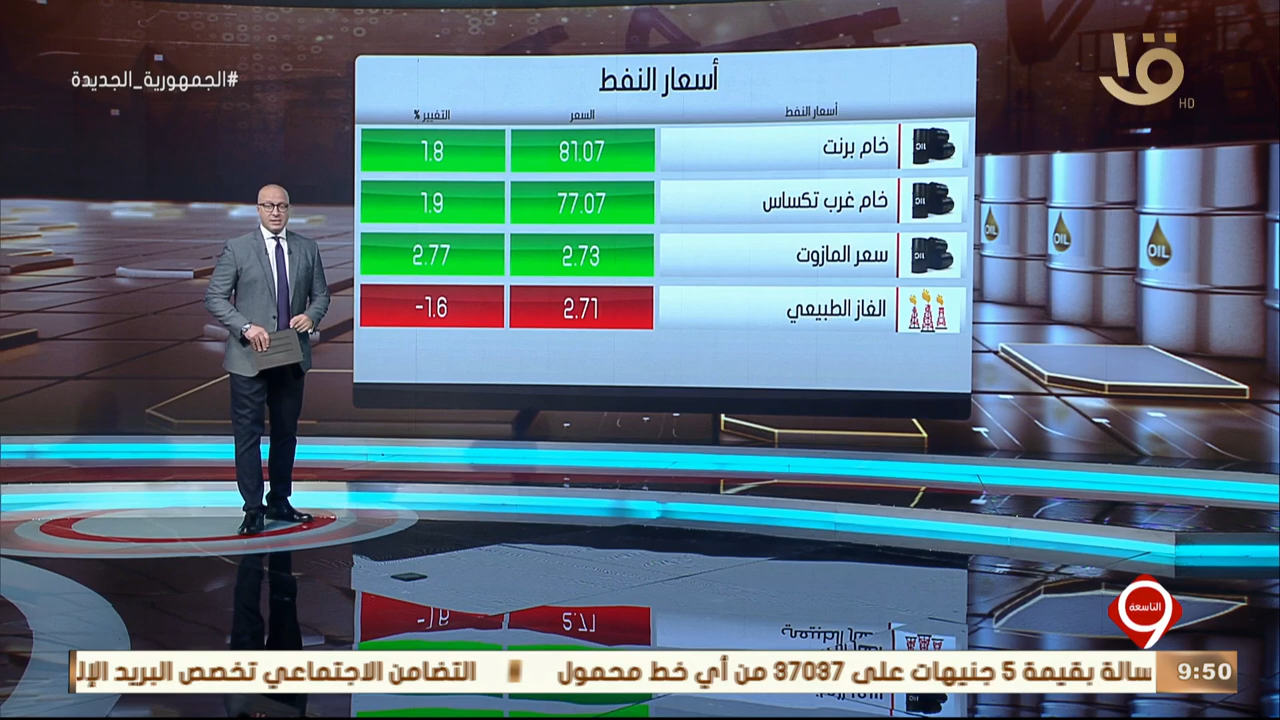 #الجمهورية_الجديدة
HD
أسعار النفط
أسعار النفط السعر التغيير %
خام برنت 81.07 1.8
خام غرب تكساس 77.07 1.9
سعر المازوت 2.73 2.77
الغاز الطبيعي 2.71 -1.6
OIL
OIL
OIL
التاسعة
9
9:50
سالة بقيمة 5 جنيهات على 37037 من أي خط محمول التضامن الاجتماعي تخصص البريد الإل